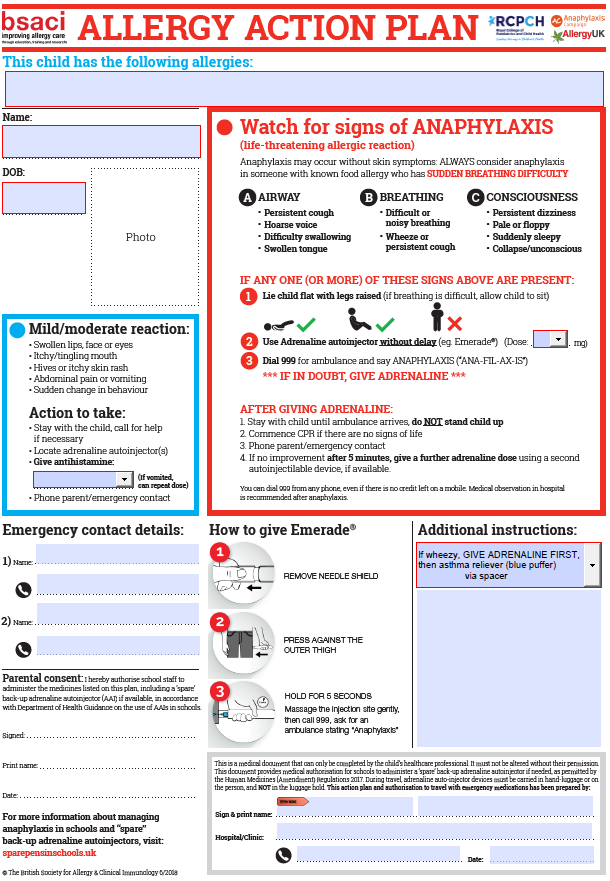 bsaci
improving allergy care
through education, training and research
ALLERGY ACTION PLAN
RCPCH
Royal College of
Paediatrics and Child Health
Anaphylaxis
Campaign
AllergyUK
This child has the following allergies:
Name:
DOB:
Photo
Mild/moderate reaction:
• Swollen lips, face or eyes
• Itchy/tingling mouth
• Hives or itchy skin rash
• Abdominal pain or vomiting
• Sudden change in behaviour
Action to take:
• Stay with the child, call for help
if necessary
• Locate adrenaline autoinjector(s)
• Give antihistamine:
(If vomited,
can repeat dose)
• Phone parent/emergency contact
Watch for signs of ANAPHYLAXIS
(life-threatening allergic reaction)
Anaphylaxis may occur without skin symptoms: ALWAYS consider anaphylaxis
in someone with known food allergy who has SUDDEN BREATHING DIFFICULTY
A AIRWAY
• Persistent cough
• Hoarse voice
• Difficulty swallowing
• Swollen tongue
B BREATHING
• Difficult or
noisy breathing
• Wheeze or
persistent cough
C CONSCIOUSNESS
• Persistent dizziness
• Pale or floppy
• Suddenly sleepy
• Collapse/unconscious
IF ANY ONE (OR MORE) OF THESE SIGNS ABOVE ARE PRESENT:
1 Lie child flat with legs raised (if breathing is difficult, allow child to sit)
2 Use Adrenaline autoinjector without delay (eg. Emerade®) (Dose: . mg)
3 Dial 999 for ambulance and say ANAPHYLAXIS ("ANA-FIL-AX-IS")
*** IF IN DOUBT, GIVE ADRENALINE ***
AFTER GIVING ADRENALINE:
1. Stay with child until ambulance arrives, do NOT stand child up
2. Commence CPR if there are no signs of life
3. Phone parent/emergency contact
4. If no improvement after 5 minutes, give a further adrenaline dose using a second
autoinjectilable device, if available.
You can dial 999 from any phone, even if there is no credit left on a mobile. Medical observation in hospital
is recommended after anaphylaxis.
Emergency contact details:
1) Name:
2) Name:
Parental consent: I hereby authorise school staff to
administer the medicines listed on this plan, including a 'spare'
back-up adrenaline autoinjector (AAI) if available, in accordance
with Department of Health Guidance on the use of AAIs in schools.
Signed:
Print name:
Date:
For more information about managing
anaphylaxis in schools and "spare"
back-up adrenaline autoinjectors, visit:
sparepensinschools.uk
© The British Society for Allergy & Clinical Immunology 6/2018
How to give Emerade®
1
REMOVE NEEDLE SHIELD
2
PRESS AGAINST THE
OUTER THIGH
3
HOLD FOR 5 SECONDS
Massage the injection site gently,
then call 999, ask for an
ambulance stating "Anaphylaxis"
Additional instructions:
If wheezy, GIVE ADRENALINE FIRST,
then asthma reliever (blue puffer)
via spacer
This is a medical document that can only be completed by the child's healthcare professional. It must not be altered without their permission.
This document provides medical authorisation for schools to administer a 'spare' back-up adrenaline autoinjector if needed, as permitted by
the Human Medicines (Amendment) Regulations 2017. During travel, adrenaline auto-injector devices must be carried in hand-luggage or on
the person, and NOT in the luggage hold. This action plan and authorisation to travel with emergency medications has been prepared by:
Sign & print name:
Hospital/Clinic:
Date: